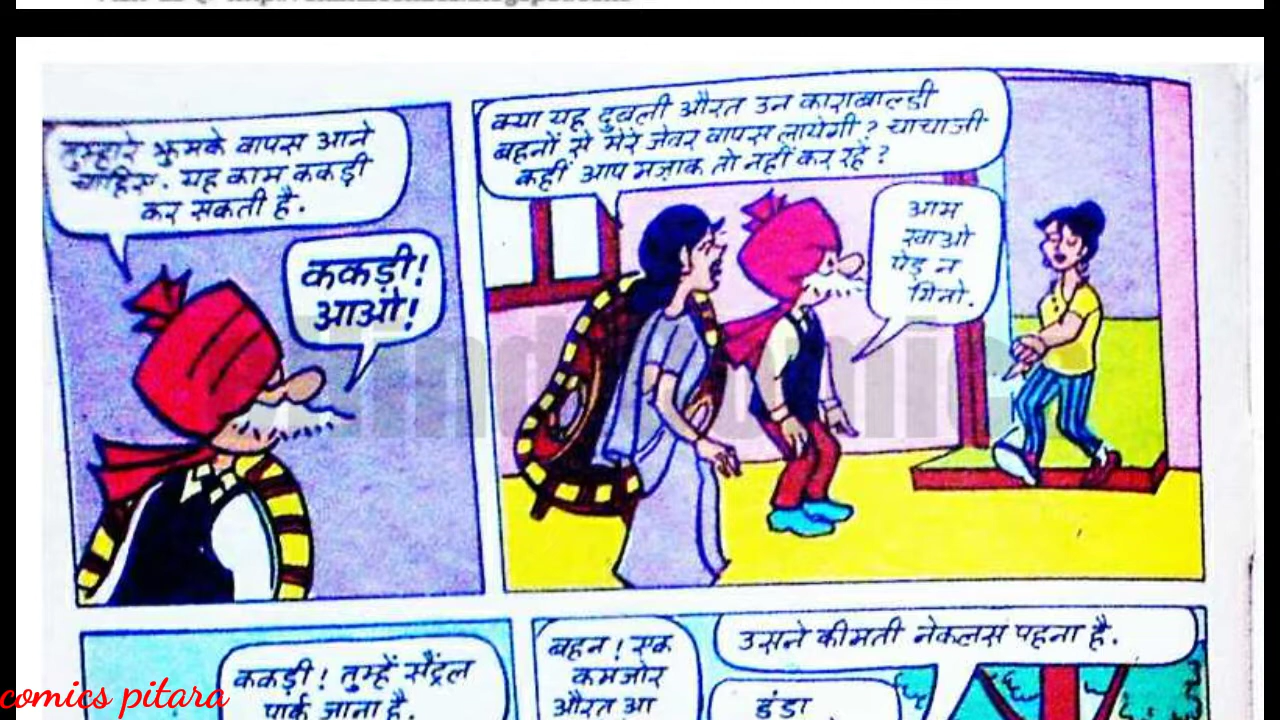 तुम्हारे झुमके वापस आने
चाहिए. यह काम ककड़ी
कर सकती है.
ककड़ी!
आओ!
क्या यह दुबली औरत उन काराबाल्डी
बहनों से मेरे जेवर वापस लायेगी? चाचाजी
कहीं आप मज़ाक तो नहीं कर रहे?
आम
खाओ
पेड़ न
गिनो.
ककड़ी! तुम्हें सैंट्रल
पार्क जाना है.
बहन! एक
कमजोर
औरत आ
उसने कीमती नेकलस पहना है.
डंडा
comics pitara